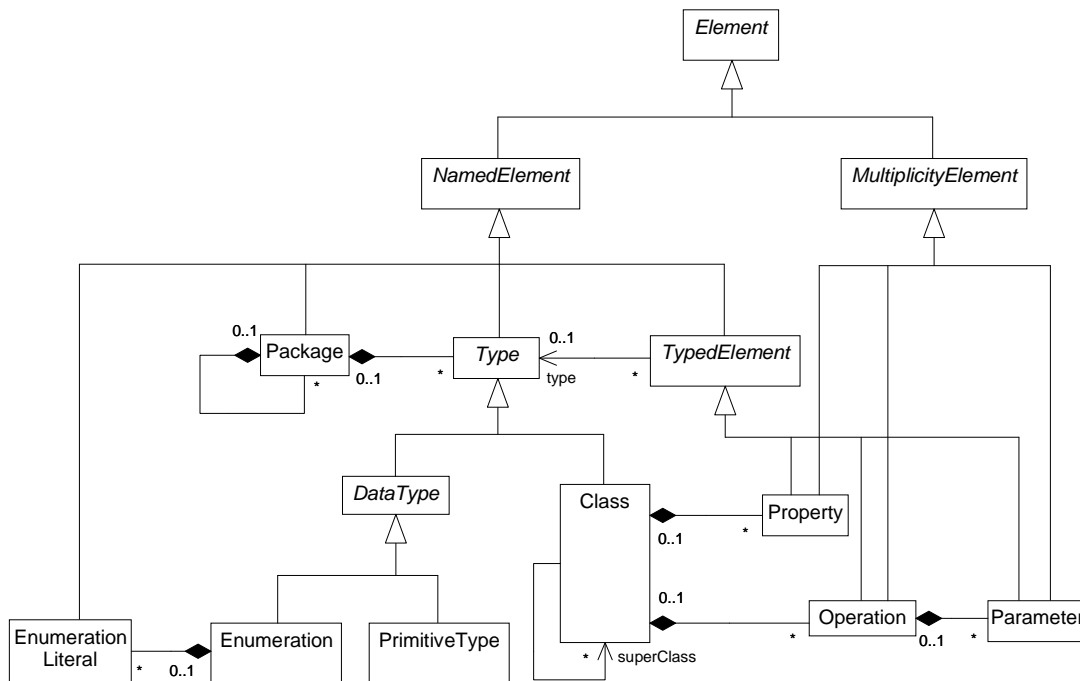 Element
NamedElement
MultiplicityElement
0..1
Package
0..1
*
*
Type
0..1
type
*
TypedElement
DataType
Class
0..1
*
Property
0..1
*
superClass
*
Operation
0..1
*
Parameter
Enumeration
Literal
*
0..1
Enumeration
PrimitiveType